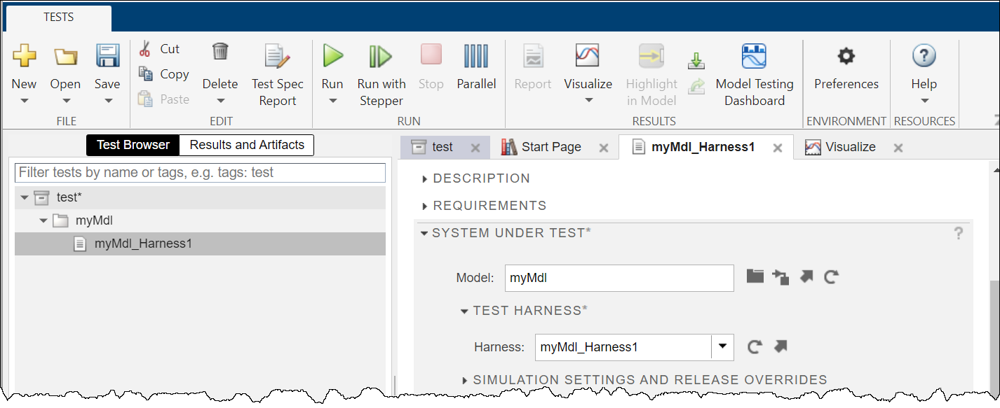 TESTS
New
Open
Save
FILE
Cut
Copy
Paste
Delete
Test Spec
Report
EDIT
Run
Run with
Stepper
Stop
Parallel
RUN
Report
Visualize
Highlight
in Model
RESULTS
Model Testing
Dashboard
Preferences
ENVIRONMENT
?
Help
RESOURCES
Test Browser
Results and Artifacts
Filter tests by name or tags, e.g. tags: test
test*
myMdl
myMdl_Harness1
test
Start Page
myMdl_Harness1
Visualize
DESCRIPTION
REQUIREMENTS
SYSTEM UNDER TEST*
?
Model: myMdl
TEST HARNESS*
Harness: myMdl_Harness1
SIMULATION SETTINGS AND RELEASE OVERRIDES